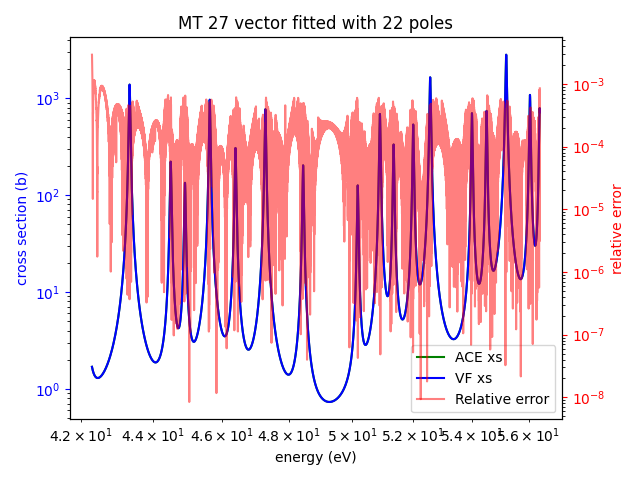 MT 27 vector fitted with 22 poles
cross section (b)
10³
10²
10¹
10⁰
10⁻³
10⁻⁴
10⁻⁵
10⁻⁶
10⁻⁷
10⁻⁸
relative error
ACE xs
VF xs
Relative error
4.2 × 10¹ 4.4 × 10¹ 4.6 × 10¹ 4.8 × 10¹ 5 × 10¹ 5.2 × 10¹ 5.4 × 10¹ 5.6 × 10¹
energy (eV)